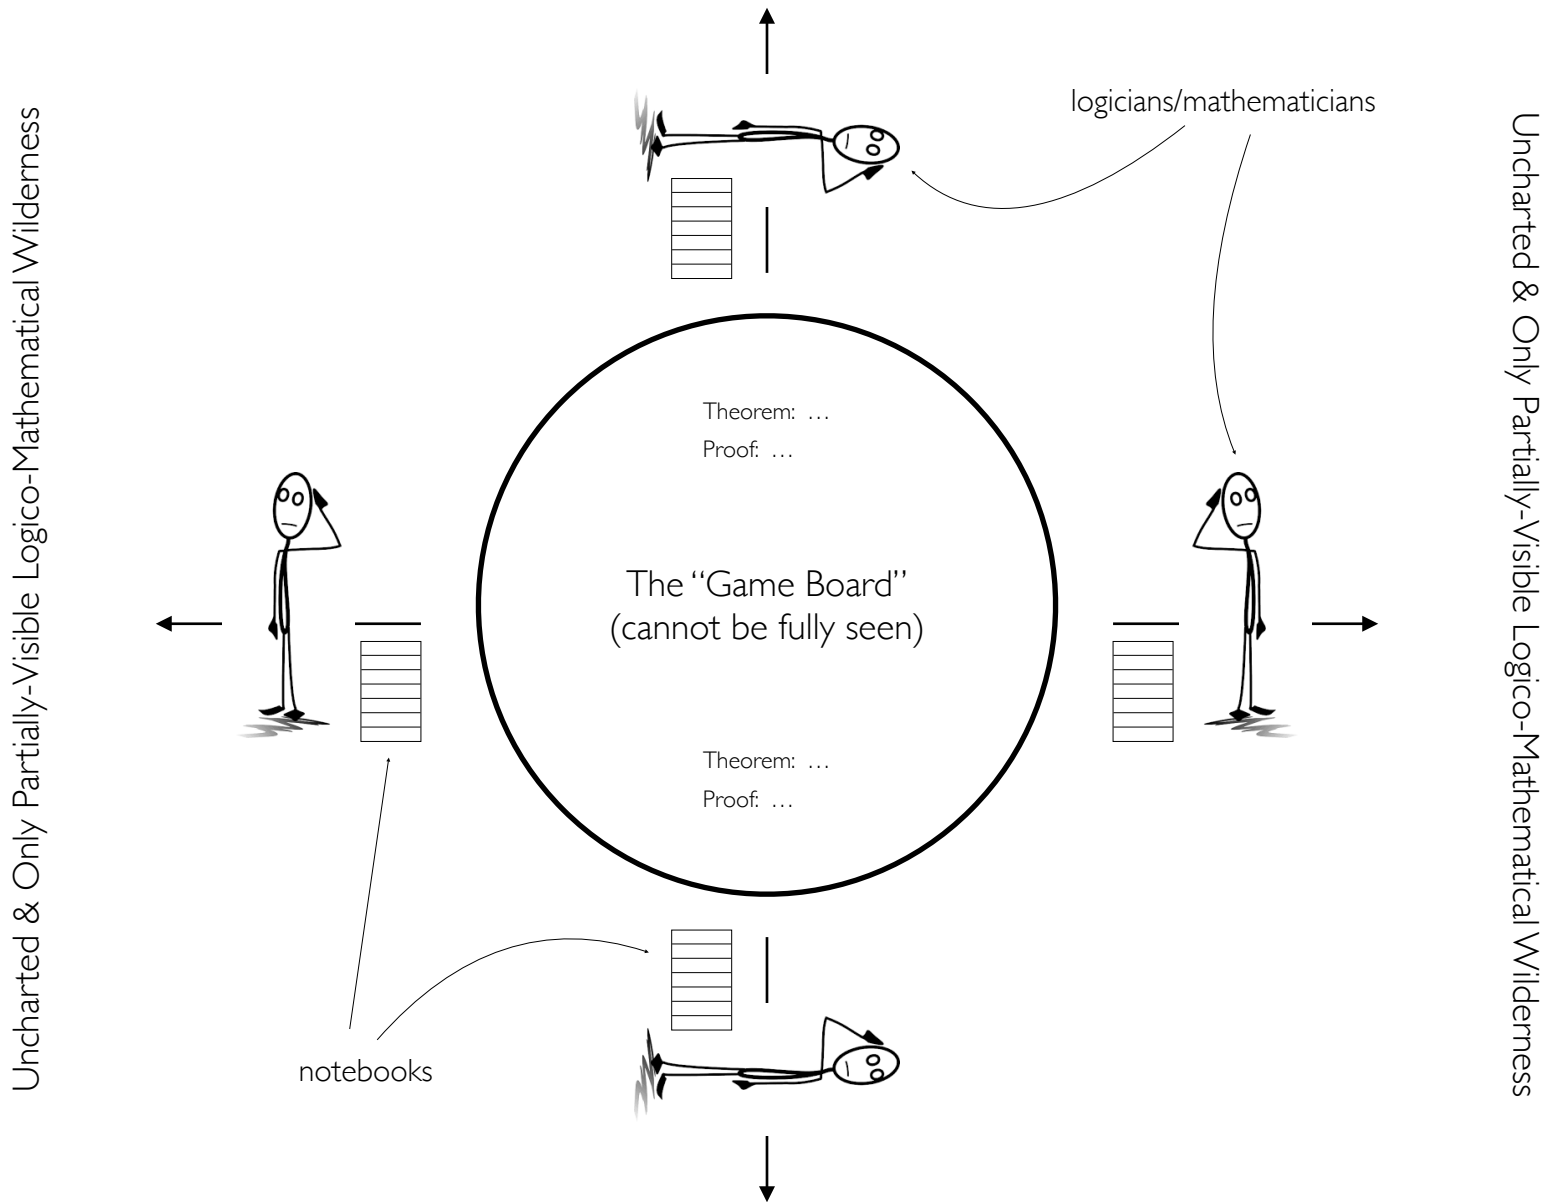 logicians/mathematicians
Uncharted & Only Partially-Visible Logico-Mathematical Wilderness
Uncharted & Only Partially-Visible Logico-Mathematical Wilderness
Theorem: …
Proof: …
The “Game Board”
(cannot be fully seen)
Theorem: …
Proof: …
notebooks